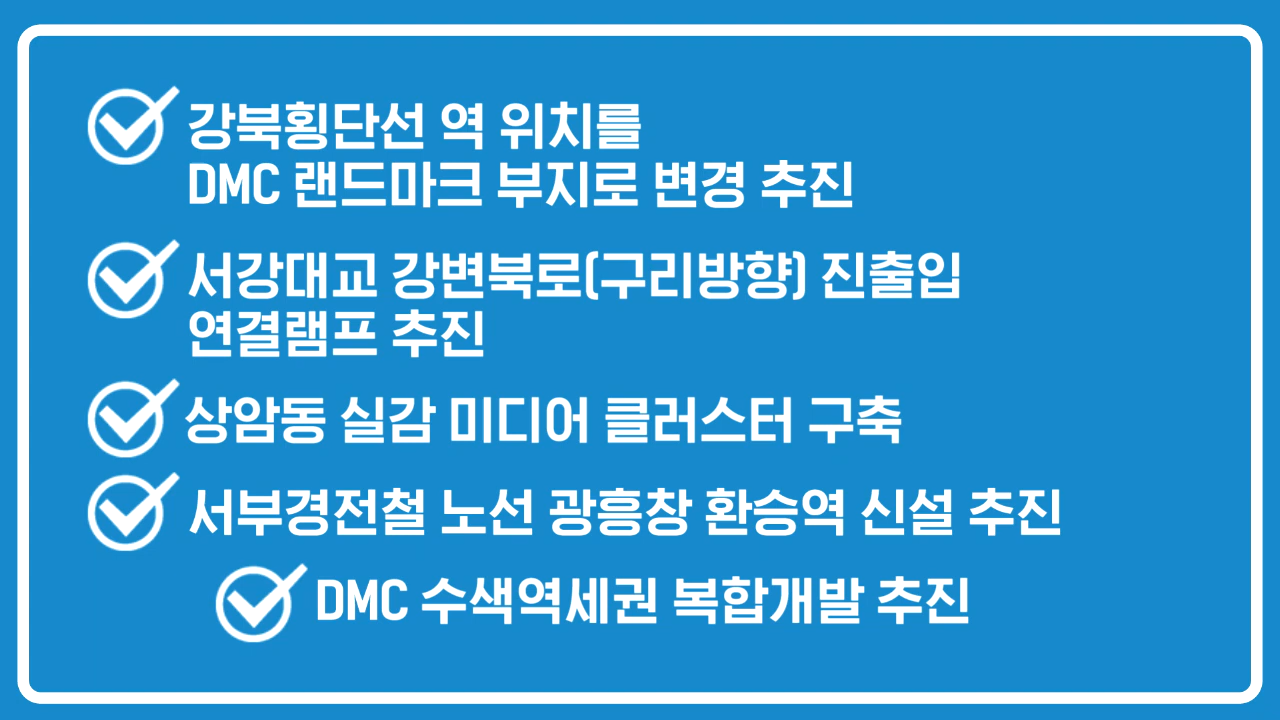 강북횡단선 역 위치를
DMC 랜드마크 부지로 변경 추진
서강대교 강변북로(구리방향) 진출입
연결램프 추진
상암동 실감 미디어 클러스터 구축
서부경전철 노선 광흥창 환승역 신설 추진
DMC 수색역세권 복합개발 추진